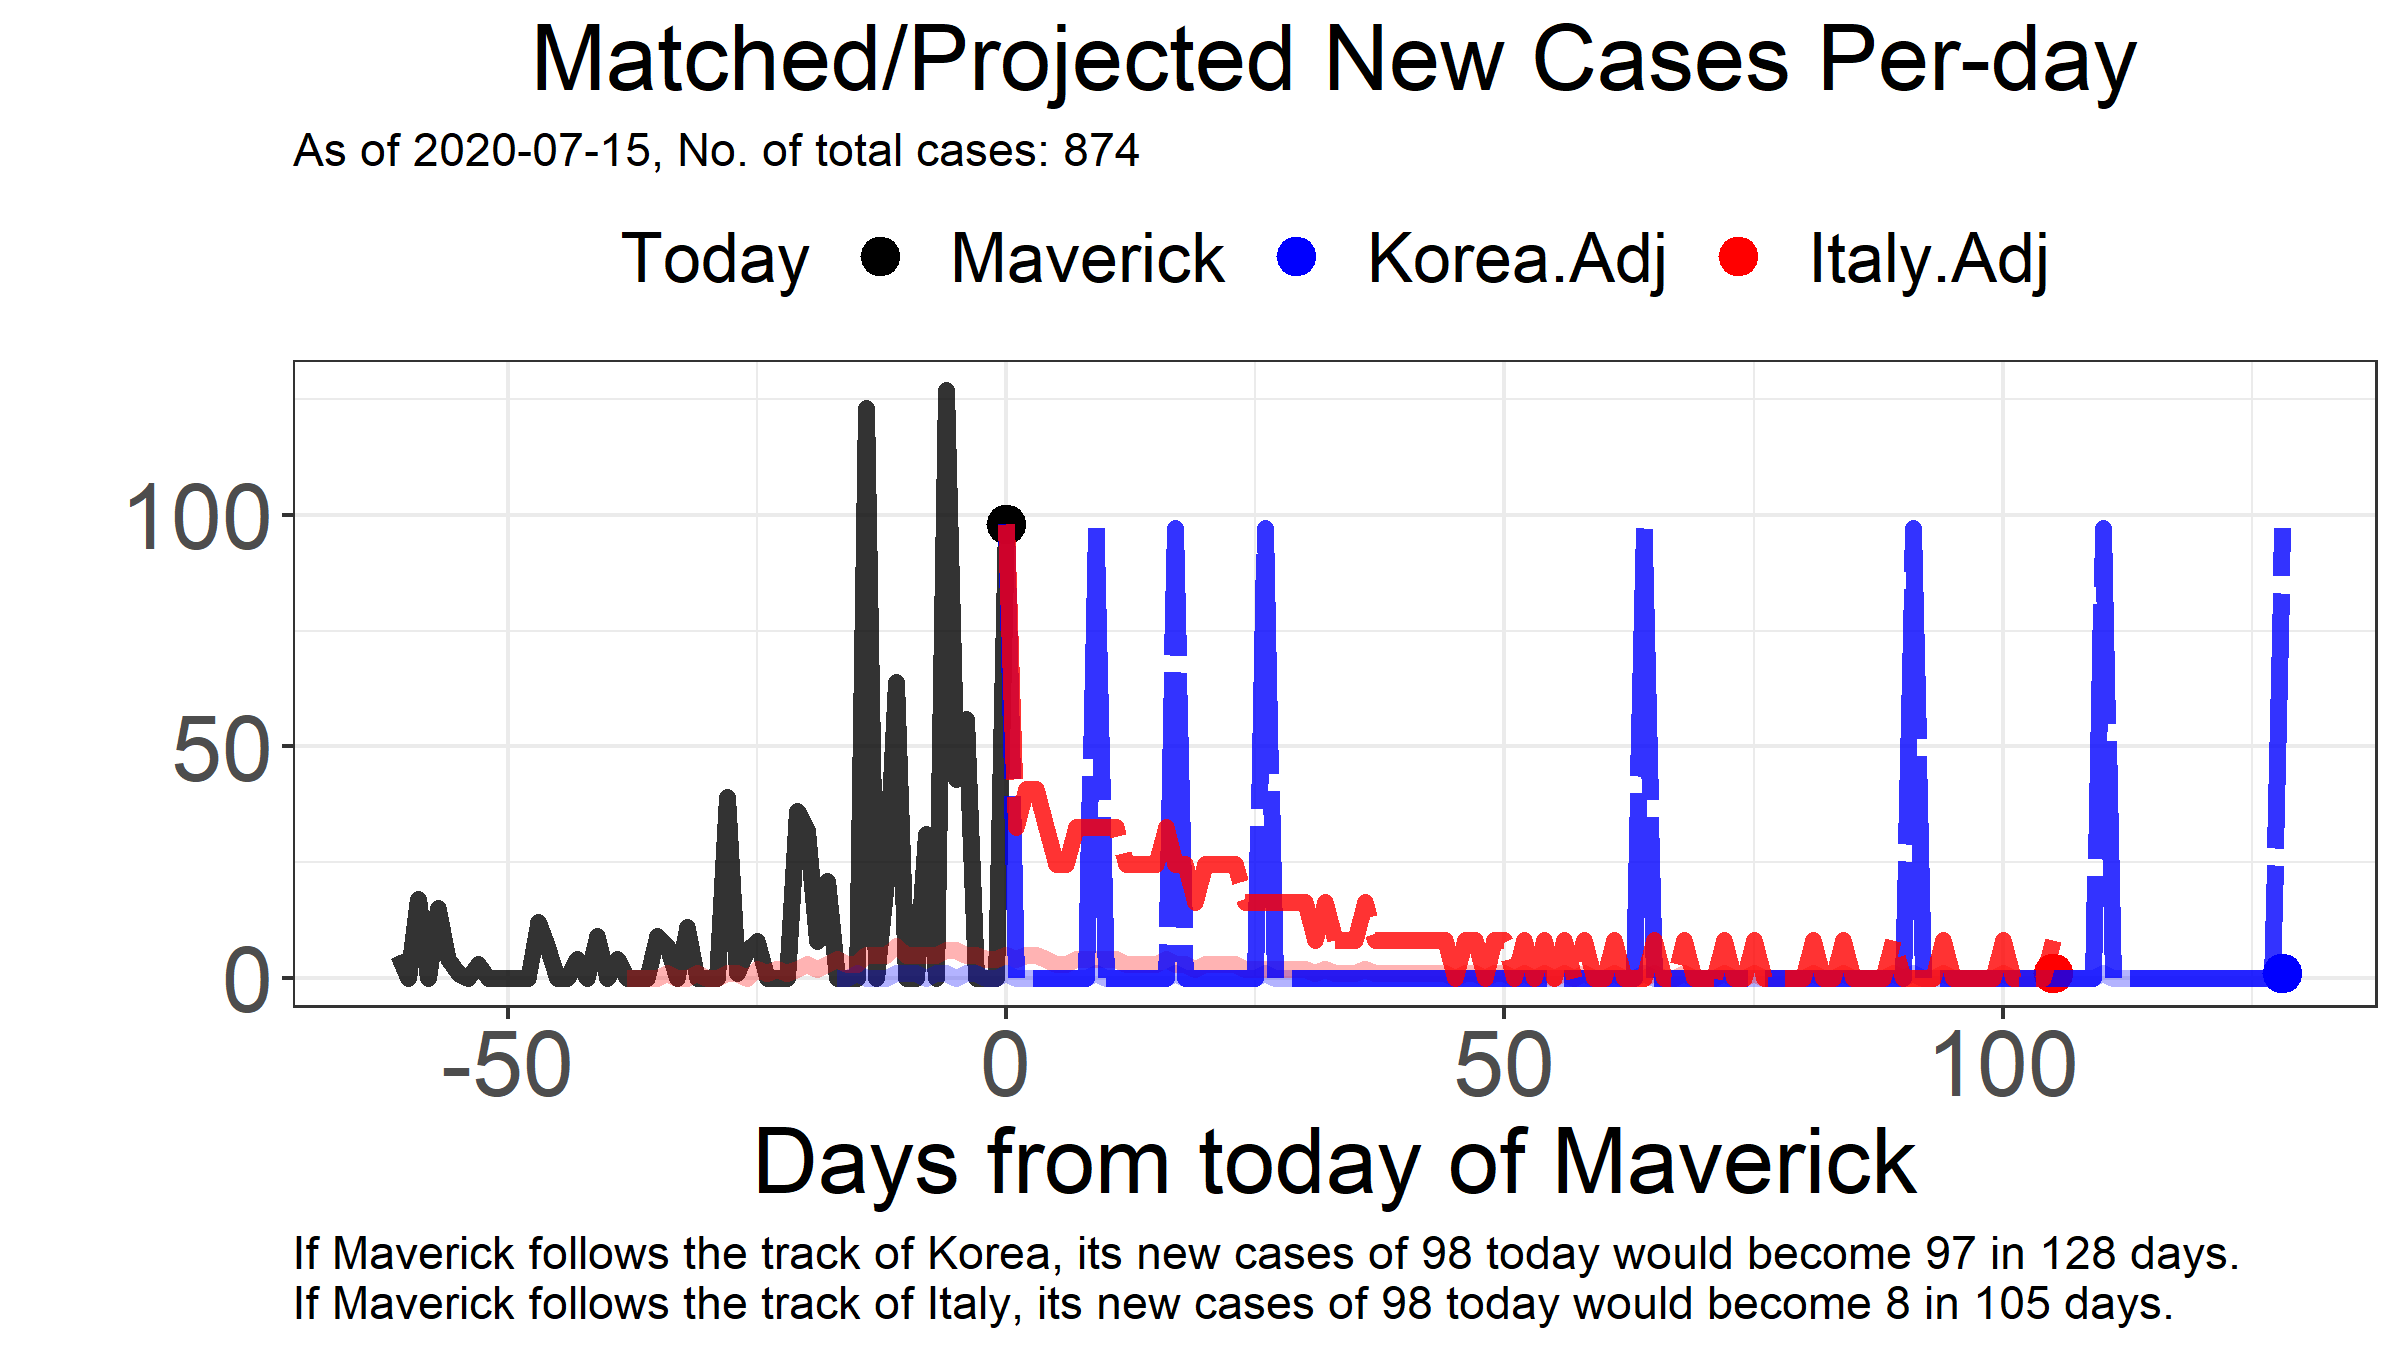 Matched/Projected New Cases Per-day
As of 2020-07-15, No. of total cases: 874
Today Maverick Korea.Adj Italy.Adj
100
50
0
-50 0 50 100
Days from today of Maverick
If Maverick follows the track of Korea, its new cases of 98 today would become 97 in 128 days.
If Maverick follows the track of Italy, its new cases of 98 today would become 8 in 105 days.